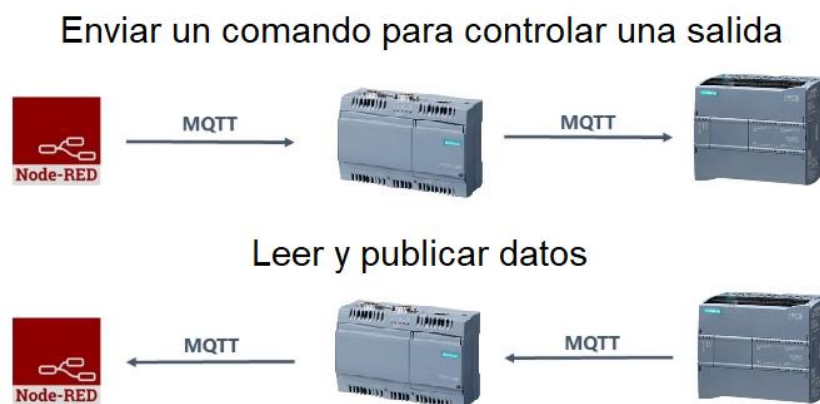 Enviar un comando para controlar una salida
MQTT
MQTT
Node-RED
Leer y publicar datos
MQTT
MQTT
Node-RED